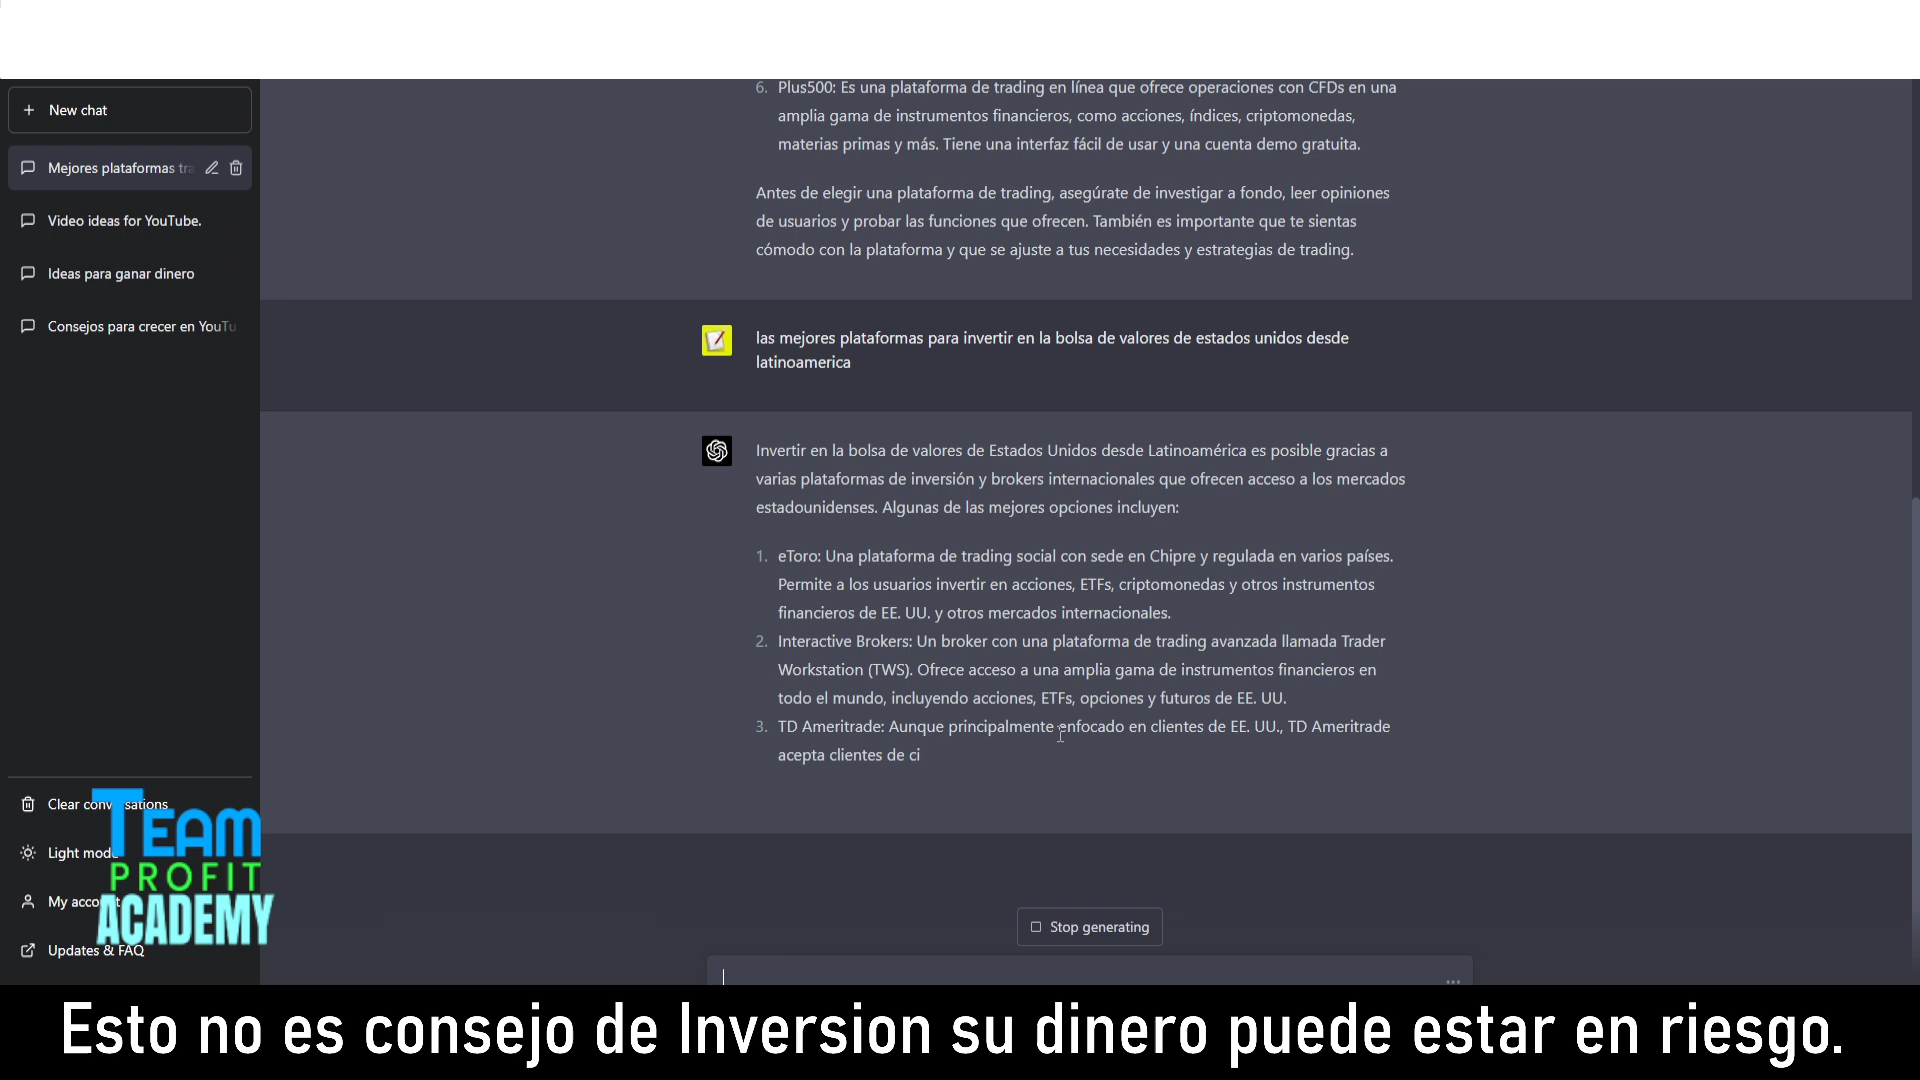 New chat
Mejores plataformas tra
Video ideas for YouTube.
Ideas para ganar dinero
Consejos para crecer en YouTu
Clear conversations
Light mode
My account
Updates & FAQ
TEAM
PROFIT
ACADEMY
6. Plus500: Es una plataforma de trading en línea que ofrece operaciones con CFDs en una
amplia gama de instrumentos financieros, como acciones, índices, criptomonedas,
materias primas y más. Tiene una interfaz fácil de usar y una cuenta demo gratuita.
Antes de elegir una plataforma de trading, asegúrate de investigar a fondo, leer opiniones
de usuarios y probar las funciones que ofrecen. También es importante que te sientas
cómodo con la plataforma y que se ajuste a tus necesidades y estrategias de trading.
las mejores plataformas para invertir en la bolsa de valores de estados unidos desde
latinoamerica
Invertir en la bolsa de valores de Estados Unidos desde Latinoamérica es posible gracias a
varias plataformas de inversión y brokers internacionales que ofrecen acceso a los mercados
estadounidenses. Algunas de las mejores opciones incluyen:
1. eToro: Una plataforma de trading social con sede en Chipre y regulada en varios países.
Permite a los usuarios invertir en acciones, ETFs, criptomonedas y otros instrumentos
financieros de EE. UU. y otros mercados internacionales.
2. Interactive Brokers: Un broker con una plataforma de trading avanzada llamada Trader
Workstation (TWS). Ofrece acceso a una amplia gama de instrumentos financieros en
todo el mundo, incluyendo acciones, ETFs, opciones y futuros de EE. UU.
3. TD Ameritrade: Aunque principalmente enfocado en clientes de EE. UU., TD Ameritrade
acepta clientes de ci
Stop generating
Esto no es consejo de Inversion su dinero puede estar en riesgo.